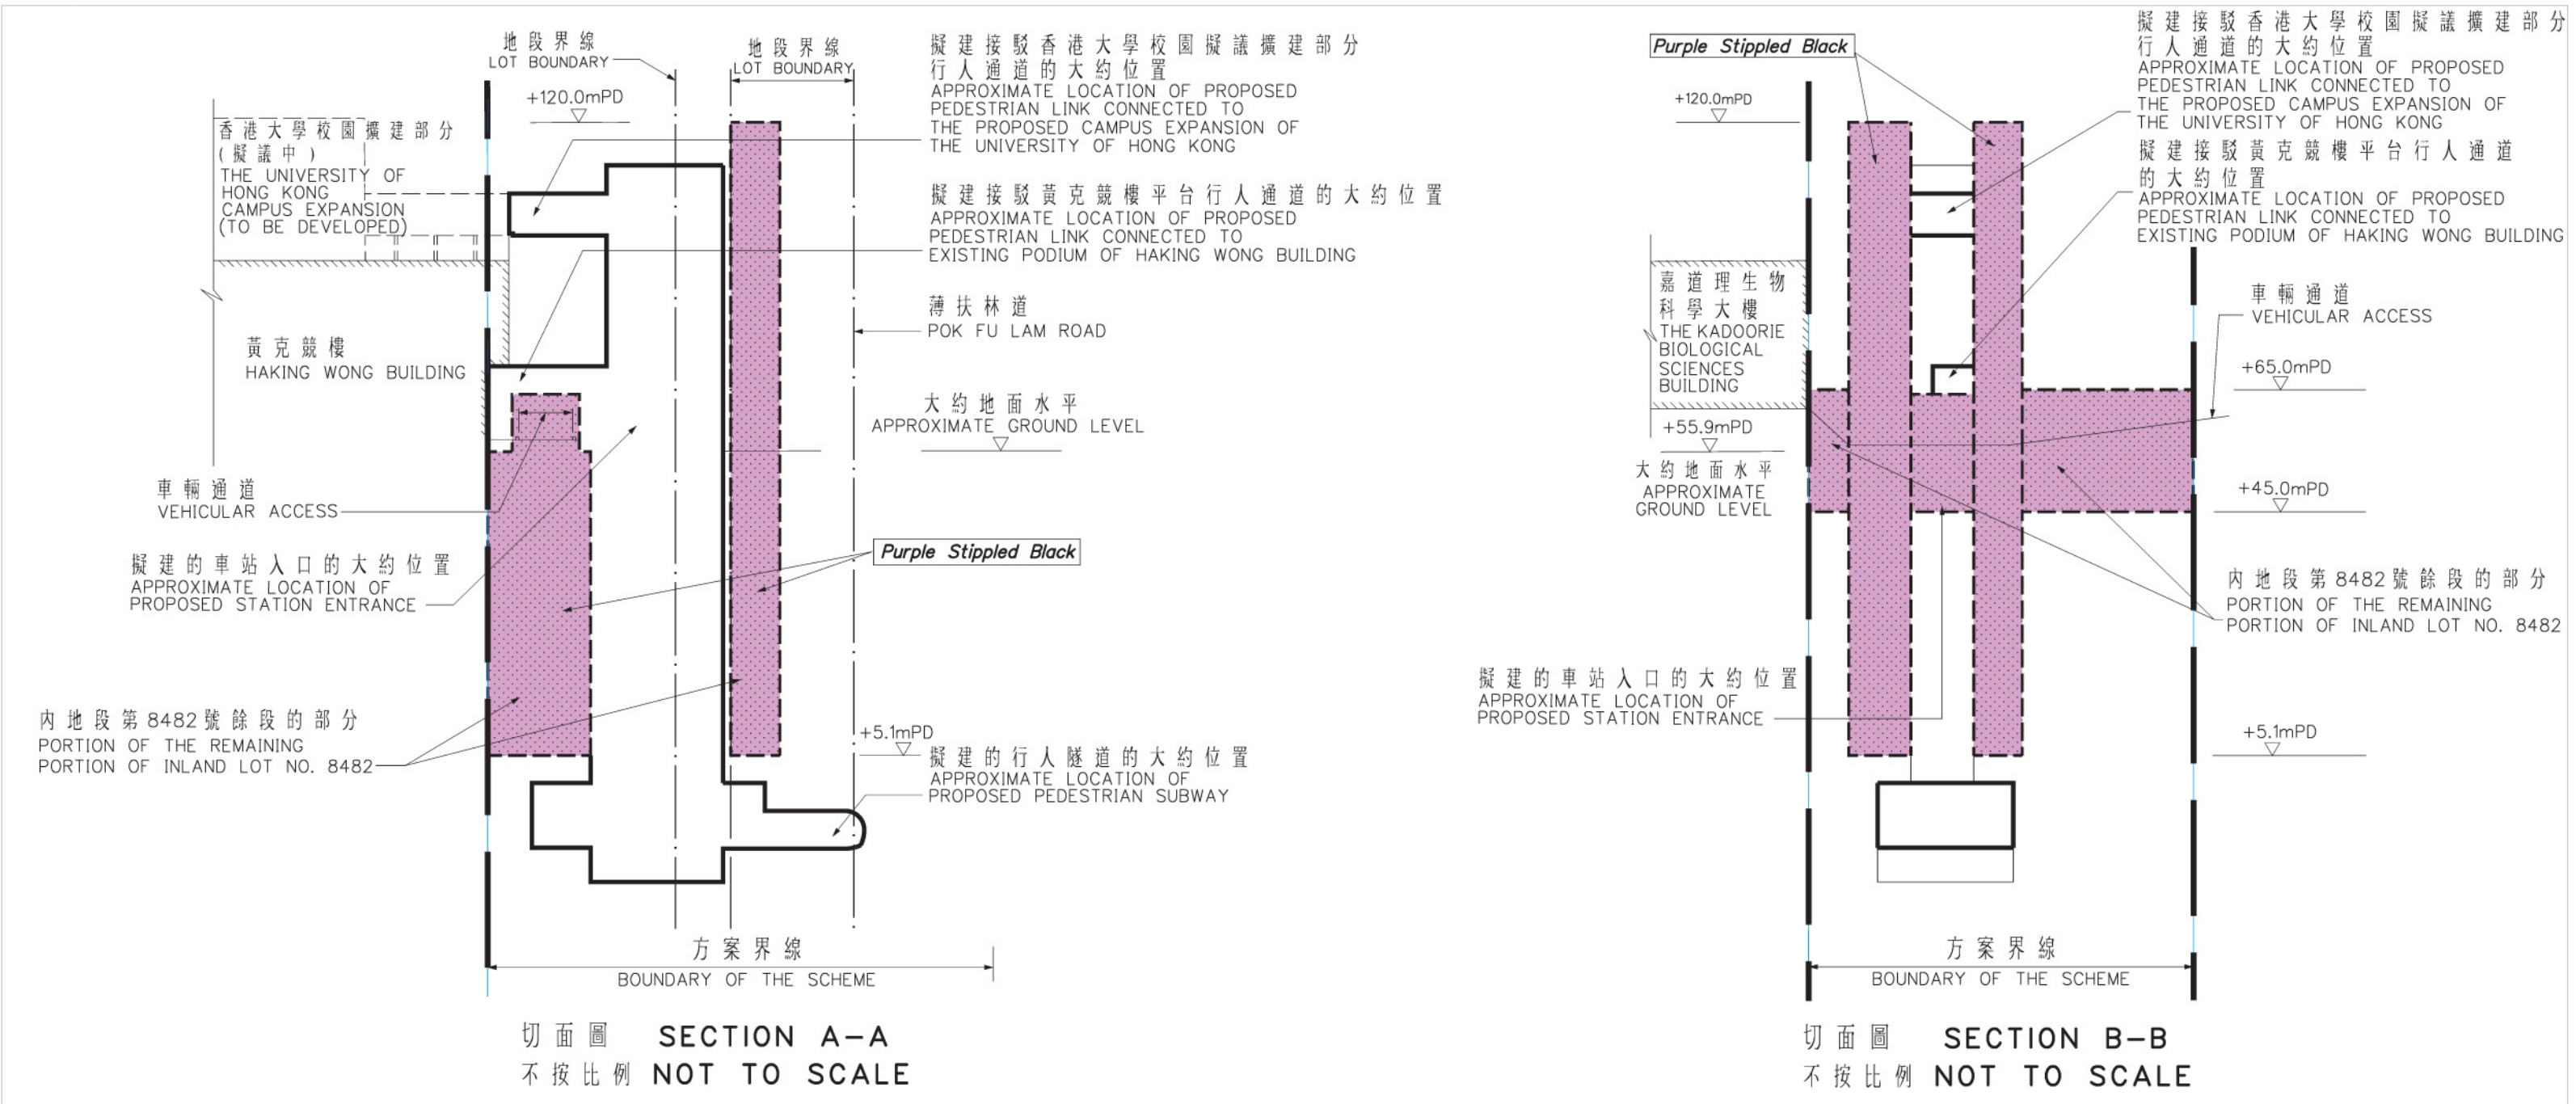 地段界線
LOT BOUNDARY
地段界線
LOT BOUNDARY
+120.0mPD
香港大學校園擴建部分
(擬議中)
THE UNIVERSITY OF
HONG KONG
CAMPUS EXPANSION
(TO BE DEVELOPED)
擬建接駁香港大學校園擬議擴建部分
行人通道的大約位置
APPROXIMATE LOCATION OF PROPOSED
PEDESTRIAN LINK CONNECTED TO
THE PROPOSED CAMPUS EXPANSION OF
THE UNIVERSITY OF HONG KONG
擬建接駁黃克競樓平台行人通道的大約位置
APPROXIMATE LOCATION OF PROPOSED
PEDESTRIAN LINK CONNECTED TO
EXISTING PODIUM OF HAKING WONG BUILDING
薄扶林道
POK FU LAM ROAD
黃克競樓
HAKING WONG BUILDING
大約地面水平
APPROXIMATE GROUND LEVEL
車輛通道
VEHICULAR ACCESS
Purple Stippled Black
擬建的車站入口的大約位置
APPROXIMATE LOCATION OF
PROPOSED STATION ENTRANCE
內地段第8482號餘段的部分
PORTION OF THE REMAINING
PORTION OF INLAND LOT NO. 8482
+5.1mPD
擬建的行人隧道的大約位置
APPROXIMATE LOCATION OF
PROPOSED PEDESTRIAN SUBWAY
方案界線
BOUNDARY OF THE SCHEME
切面圖 SECTION A-A
不按比例 NOT TO SCALE
Purple Stippled Black
+120.0mPD
擬建接駁香港大學校園擬議擴建部分
行人通道的大約位置
APPROXIMATE LOCATION OF PROPOSED
PEDESTRIAN LINK CONNECTED TO
THE PROPOSED CAMPUS EXPANSION OF
THE UNIVERSITY OF HONG KONG
擬建接駁黃克競樓平台行人通道
的大約位置
APPROXIMATE LOCATION OF PROPOSED
PEDESTRIAN LINK CONNECTED TO
EXISTING PODIUM OF HAKING WONG BUILDING
嘉道理生物
科學大樓
THE KADOORIE
BIOLOGICAL
SCIENCES
BUILDING
車輛通道
VEHICULAR ACCESS
+65.0mPD
+55.9mPD
大約地面水平
APPROXIMATE
GROUND LEVEL
+45.0mPD
內地段第8482號餘段的部分
PORTION OF THE REMAINING
PORTION OF INLAND LOT NO. 8482
擬建的車站入口的大約位置
APPROXIMATE LOCATION OF
PROPOSED STATION ENTRANCE
+5.1mPD
方案界線
BOUNDARY OF THE SCHEME
切面圖 SECTION B-B
不按比例 NOT TO SCALE